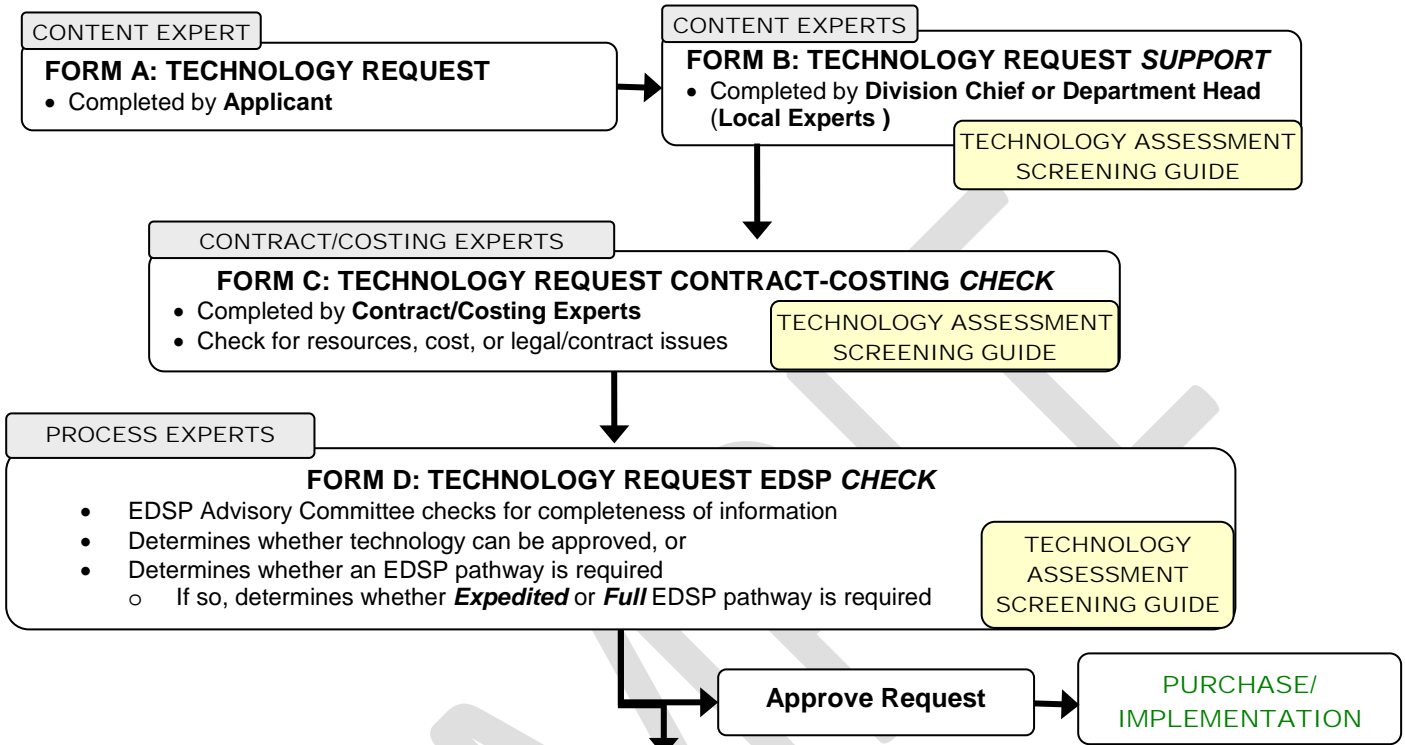 CONTENT EXPERT
FORM A: TECHNOLOGY REQUEST
• Completed by Applicant
CONTENT EXPERTS
FORM B: TECHNOLOGY REQUEST SUPPORT
• Completed by Division Chief or Department Head
(Local Experts )
TECHNOLOGY ASSESSMENT
SCREENING GUIDE
CONTRACT/COSTING EXPERTS
FORM C: TECHNOLOGY REQUEST CONTRACT-COSTING CHECK
• Completed by Contract/Costing Experts
• Check for resources, cost, or legal/contract issues
TECHNOLOGY ASSESSMENT
SCREENING GUIDE
PROCESS EXPERTS
FORM D: TECHNOLOGY REQUEST EDSP CHECK
• EDSP Advisory Committee checks for completeness of information
• Determines whether technology can be approved, or
• Determines whether an EDSP pathway is required
o If so, determines whether Expedited or Full EDSP pathway is required
TECHNOLOGY
ASSESSMENT
SCREENING GUIDE
Approve Request
PURCHASE/
IMPLEMENTATION